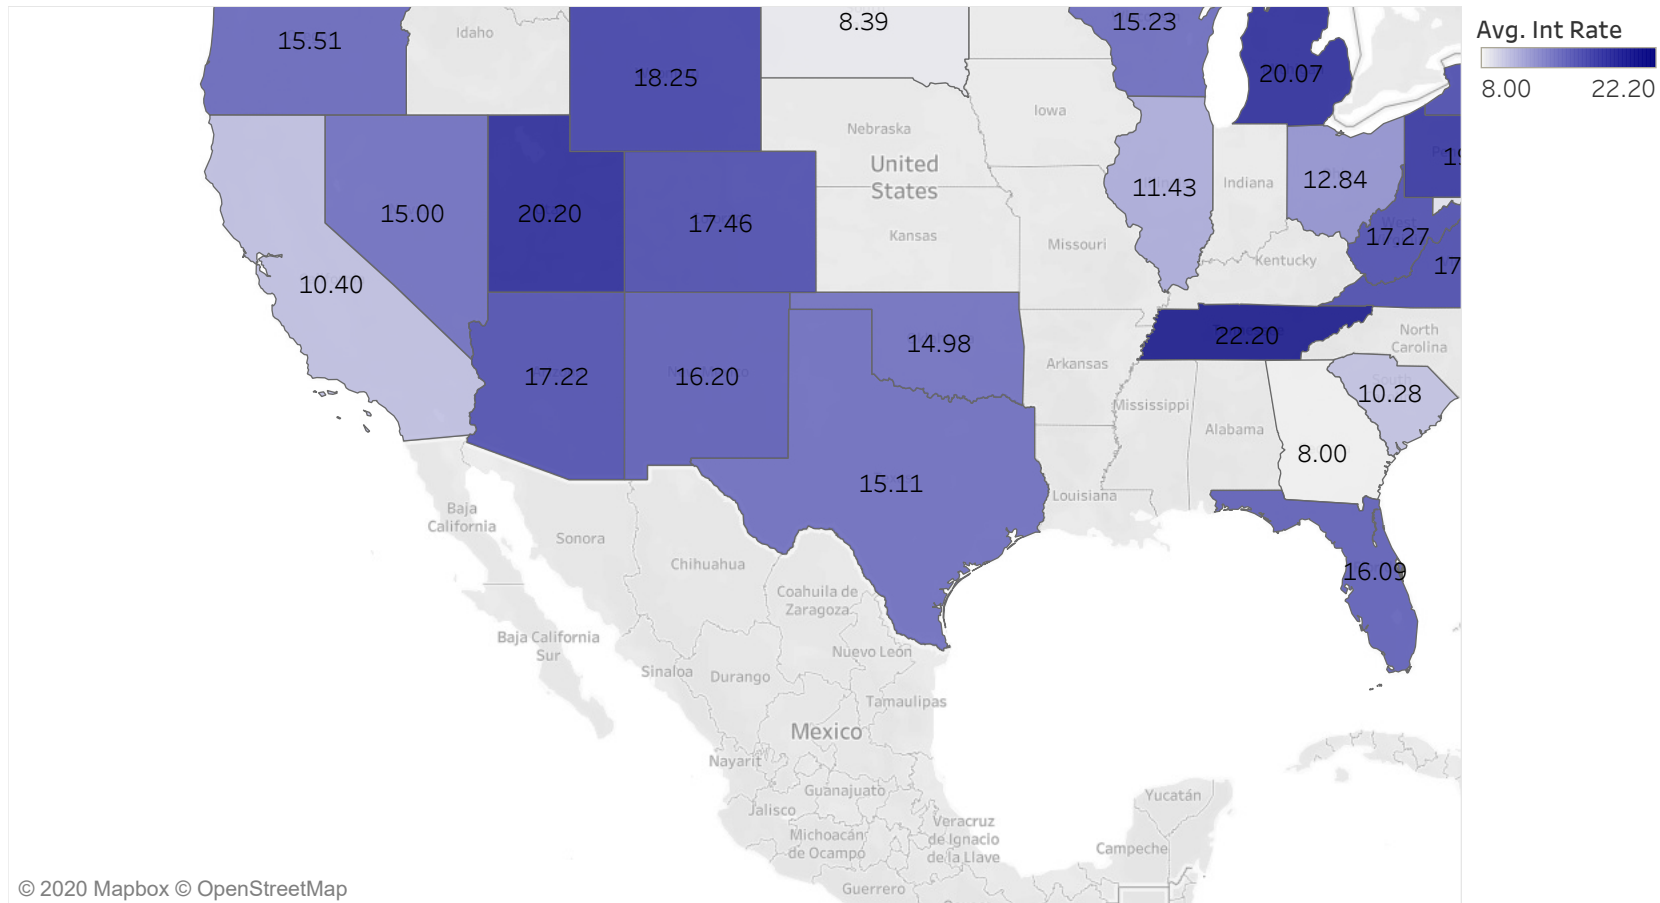 15.51
Idaho
18.25
8.39
15.23
20.07
Avg. Int Rate
8.00
22.20
Iowa
Nebraska
United
States
Kansas
Missouri
11.43
Indiana
12.84
19
West
17.27
17
Kentucky
15.00
20.20
17.46
10.40
17.22
16.20
14.98
Arkansas
22.20
North
Carolina
South
10.28
Mississippi
Alabama
8.00
Louisiana
15.11
16.09
Baja
California
Sonora
Chihuahua
Coahuila de
Zaragoza
Baja California
Sur
Nuevo León
Sinaloa
Durango
Tamaulipas
Mexico
Nayarit
Guanajuato
Jalisco
Yucatán
Veracruz
de Ignacio
de la Llave
Michoacán
de Ocampo
Campeche
Guerrero
© 2020 Mapbox © OpenStreetMap